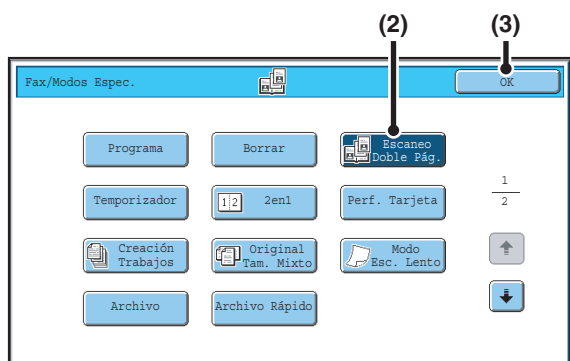 (2) (3)
Fax/Modos Espec. OK
Programa Borrar Escaneo
Doble Pág.
Temporizador 1 2 2en1 Perf. Tarjeta
1
2
Creación
Trabajos
Original
Tam. Mixto
Modo
Esc. Lento
Archivo Archivo Rápido